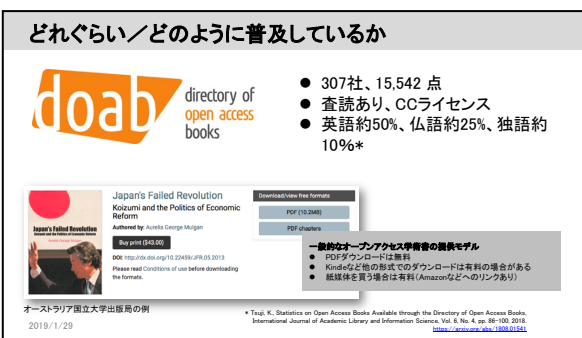 どれぐらい／どのように普及しているか
doab
directory of
open access
books
● 307社、15,542 点
● 査読あり、CCライセンス
● 英語約50%、仏語約25%、独語約
10%*
Japan's Failed Revolution
Koizumi and the Politics of Economic Reform
Japan's Failed Revolution
Koizumi and the Politics of Economic
Reform
Authored by: Aurelia George Mulgan
Buy print ($43.00)
DOI: http://dx.doi.org/10.22459/JFR.05.2013
Please read Conditions of use before downloading
the formats.
Download/view free formats
PDF (10.2MB)
PDF chapters
一般的なオープンアクセス学術書の提供モデル
● PDFダウンロードは無料
● Kindleなど他の形式でのダウンロードは有料の場合がある
● 紙媒体を買う場合は有料（Amazonなどへのリンクあり）
オーストラリア国立大学出版局の例
2019/1/29
* Tsuji, K., Statistics on Open Access Books Available through the Directory of Open Access Books,
International Journal of Academic Library and Information Science, Vol. 6, No. 4, pp. 86-100, 2018.
https://arxiv.org/abs/1808.01541